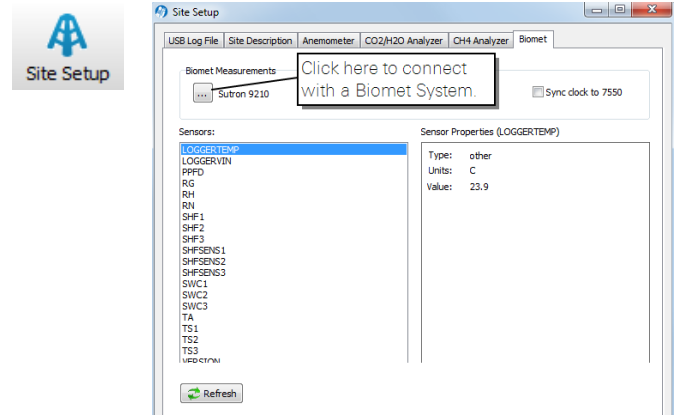 Site Setup
Site Setup
USB Log File Site Description Anemometer CO2/H2O Analyzer CH4 Analyzer Biomet
Biomet Measurements
Click here to connect
with a Biomet System.
... Sutron 9210
Sync clock to 7550
Sensors:
Sensor Properties (LOGGERTEMP)
LOGGERTEMP
LOGGERVIN
PPFD
RG
RH
RN
SHF1
SHF2
SHF3
SHFSENS1
SHFSENS2
SHFSENS3
SWC1
SWC2
SWC3
TA
TS1
TS2
TS3
VERSION
Type: other
Units: C
Value: 23.9
Refresh